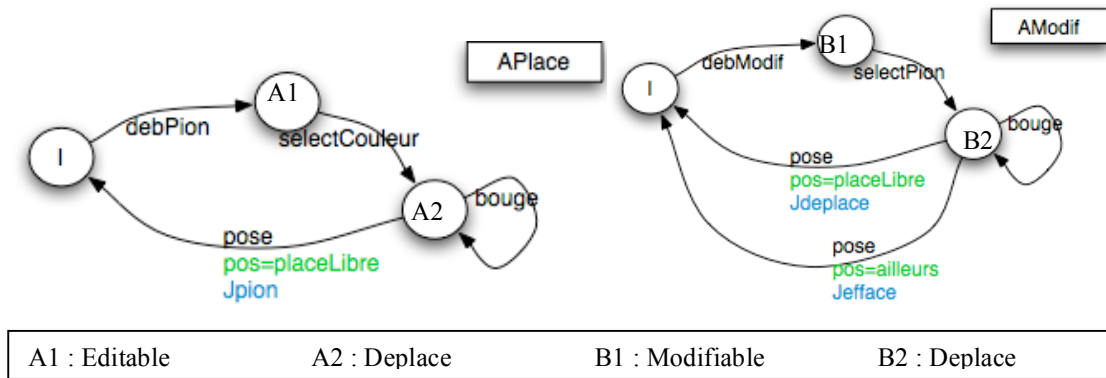 APlace
A1
debPion
selectCouleur
I
A2
bouge
pose
pos=placeLibre
Jpion
AModif
B1
debModif
selectPion
I
B2
bouge
pose
pos=placeLibre
Jdeplace
pose
pos=ailleurs
Jefface
A1 : Editable A2 : Deplace B1 : Modifiable B2 : Deplace